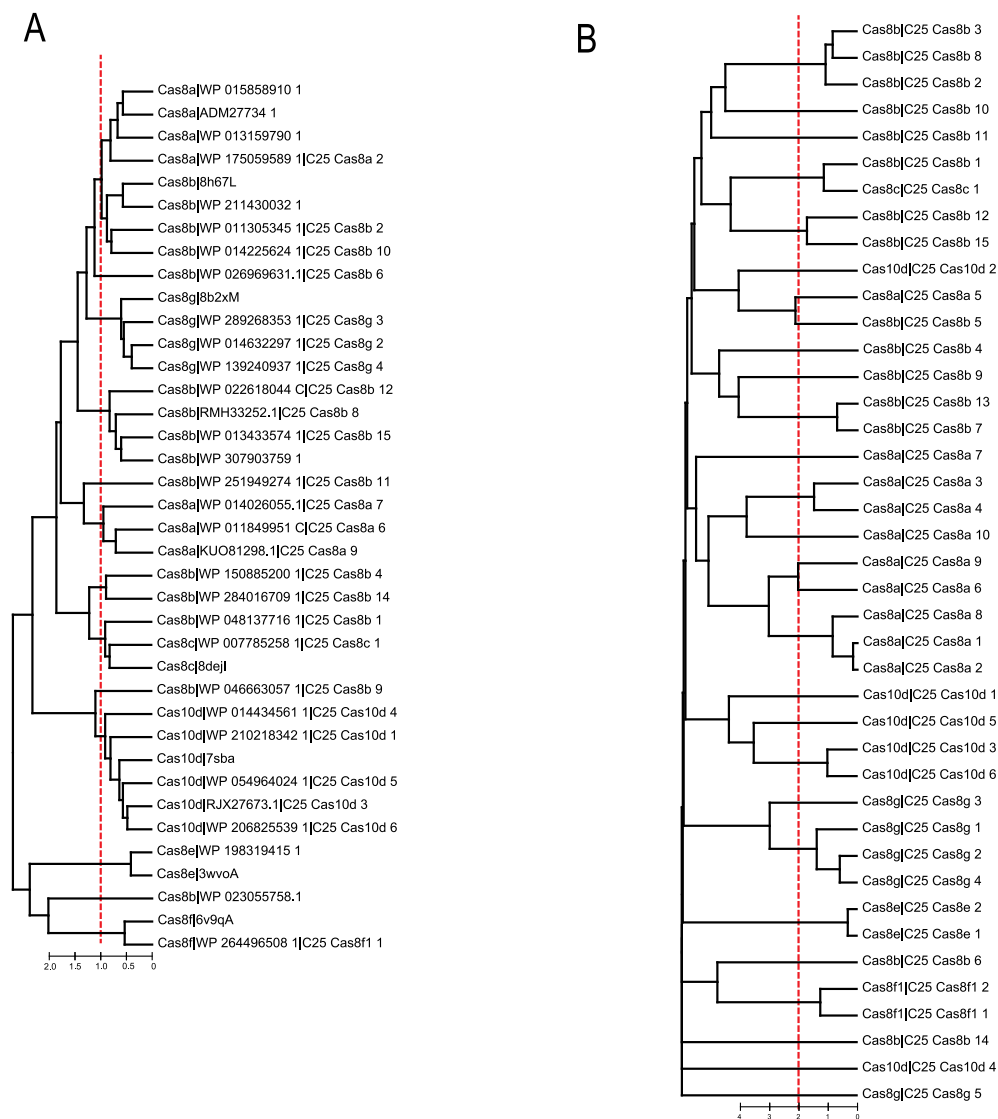 A
Cas8a|WP 015858910 1
Cas8a|ADM27734 1
Cas8a|WP 013159790 1
Cas8a|WP 175059589 1|C25 Cas8a 2
Cas8b|8h67L
Cas8b|WP 211430032 1
Cas8b|WP 011305345 1|C25 Cas8b 2
Cas8b|WP 014225624 1|C25 Cas8b 10
Cas8b|WP 026969631.1|C25 Cas8b 6
Cas8g|8b2xM
Cas8g|WP 289268353 1|C25 Cas8g 3
Cas8g|WP 014632297 1|C25 Cas8g 2
Cas8g|WP 139240937 1|C25 Cas8g 4
Cas8b|WP 022618044 C|C25 Cas8b 12
Cas8b|RMH33252.1|C25 Cas8b 8
Cas8b|WP 013433574 1|C25 Cas8b 15
Cas8b|WP 307903759 1
Cas8b|WP 251949274 1|C25 Cas8b 11
Cas8a|WP 014026055.1|C25 Cas8a 7
Cas8a|WP 011849951 C|C25 Cas8a 6
Cas8a|KUO81298.1|C25 Cas8a 9
Cas8b|WP 150885200 1|C25 Cas8b 4
Cas8b|WP 284016709 1|C25 Cas8b 14
Cas8b|WP 048137716 1|C25 Cas8b 1
Cas8c|WP 007785258 1|C25 Cas8c 1
Cas8c|8dejI
Cas8b|WP 046663057 1|C25 Cas8b 9
Cas10d|WP 014434561 1|C25 Cas10d 4
Cas10d|WP 210218342 1|C25 Cas10d 1
Cas10d|7sba
Cas10d|WP 054964024 1|C25 Cas10d 5
Cas10d|RJX27673.1|C25 Cas10d 3
Cas10d|WP 206825539 1|C25 Cas10d 6
Cas8e|WP 198319415 1
Cas8e|3wvoA
Cas8b|WP 023055758.1
Cas8f|6v9qA
Cas8f|WP 264496508 1|C25 Cas8f1 1
2.0 1.5 1.0 0.5 0
B
Cas8b|C25 Cas8b 3
Cas8b|C25 Cas8b 8
Cas8b|C25 Cas8b 2
Cas8b|C25 Cas8b 10
Cas8b|C25 Cas8b 11
Cas8b|C25 Cas8b 1
Cas8c|C25 Cas8c 1
Cas8b|C25 Cas8b 12
Cas8b|C25 Cas8b 15
Cas10d|C25 Cas10d 2
Cas8a|C25 Cas8a 5
Cas8b|C25 Cas8b 5
Cas8b|C25 Cas8b 4
Cas8b|C25 Cas8b 9
Cas8b|C25 Cas8b 13
Cas8b|C25 Cas8b 7
Cas8a|C25 Cas8a 7
Cas8a|C25 Cas8a 3
Cas8a|C25 Cas8a 4
Cas8a|C25 Cas8a 10
Cas8a|C25 Cas8a 9
Cas8a|C25 Cas8a 6
Cas8a|C25 Cas8a 8
Cas8a|C25 Cas8a 1
Cas8a|C25 Cas8a 2
Cas10d|C25 Cas10d 1
Cas10d|C25 Cas10d 5
Cas10d|C25 Cas10d 3
Cas10d|C25 Cas10d 6
Cas8g|C25 Cas8g 3
Cas8g|C25 Cas8g 1
Cas8g|C25 Cas8g 2
Cas8g|C25 Cas8g 4
Cas8e|C25 Cas8e 2
Cas8e|C25 Cas8e 1
Cas8b|C25 Cas8b 6
Cas8f1|C25 Cas8f1 2
Cas8f1|C25 Cas8f1 1
Cas8b|C25 Cas8b 14
Cas10d|C25 Cas10d 4
Cas8g|C25 Cas8g 5
4 3 2 1 0